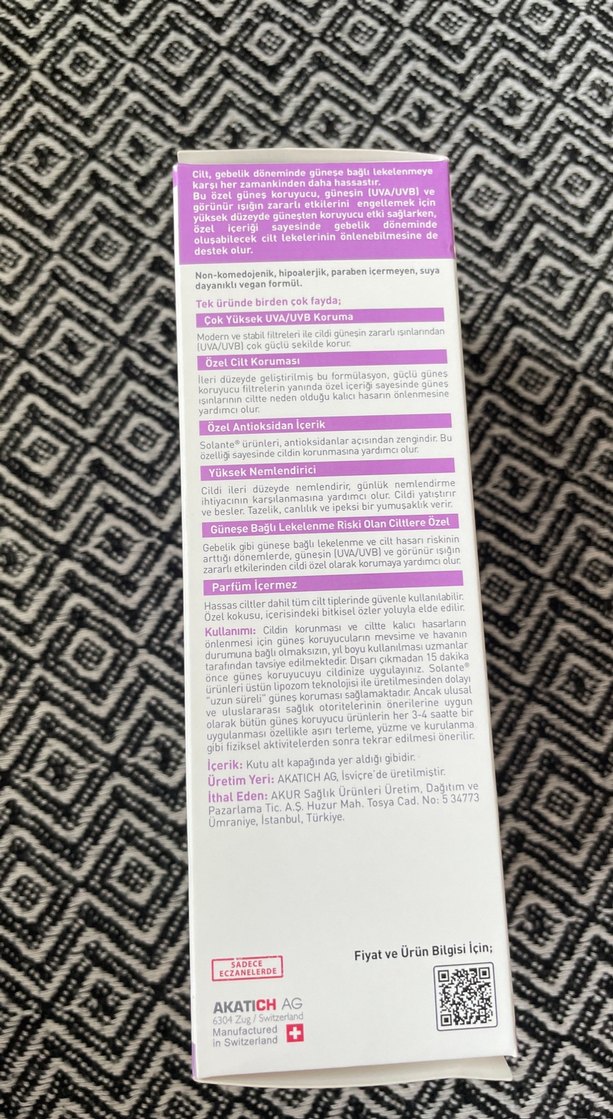 Cilt, gebelik döneminde güneşe bağlı lekelenmeye
karşı her zamankinden daha hassastır.
Bu özel güneş koruyucu, güneşin (UVA/UVB) ve
görünür ışığın zararlı etkilerini engellemek için
yüksek düzeyde güneşten koruyucu etki sağlarken,
özel içeriği sayesinde gebelik döneminde
oluşabilecek cilt lekelerinin önlenebilmesine de
destek olur.
Non-komedojenik, hipoalerjik, paraben içermeyen, suya
dayanıklı vegan formül.
Tek üründe birden çok fayda;
Çok Yüksek UVA/UVB Koruma
Modern ve stabil filtreleri ile cildi güneşin zararlı ışınlarından
(UVA/UVB) çok güçlü şekilde korur.
Özel Cilt Koruması
İleri düzeyde geliştirilmiş bu formülasyon, güçlü güneş
koruyucu filtrelerin yanında özel içeriği sayesinde güneş
ışınlarının ciltte neden olduğu kalıcı hasarın önlenmesine
yardımcı olur.
Özel Antioksidan İçerik
Solante® ürünleri, antioksidanlar açısından zengindir. Bu
özelliği sayesinde cildin korunmasına yardımcı olur.
Yüksek Nemlendirici
Cildi ileri düzeyde nemlendirir, günlük nemlendirme
ihtiyacının karşılanmasına yardımcı olur. Cildi yatıştırır
ve besler. Tazelik, canlılık ve ipeksi bir yumuşaklık verir.
Güneşe Bağlı Lekelenme Riski Olan Ciltlere Özel
Gebelik gibi güneşe bağlı lekelenme ve cilt hasarı riskinin
arttığı dönemlerde, güneşin (UVA/UVB) ve görünür ışığın
zararlı etkilerinden cildi özel olarak korumaya yardımcı olur.
Parfüm İçermez
Hassas ciltler dahil tüm cilt tiplerinde güvenle kullanılabilir.
Özel kokusu, içerisindeki bitkisel özler yoluyla elde edilir.
Kullanımı: Cildin korunması ve ciltte kalıcı hasarların
önlenmesi için güneş koruyucuların mevsime ve havanın
durumuna bağlı olmaksızın, yıl boyu kullanılması uzmanlar
tarafından tavsiye edilmektedir. Dışarı çıkmadan 15 dakika
önce güneş koruyucuyu cildinize uygulayınız. Solante®
ürünleri üstün lipozom teknolojisi ile üretilmesinden dolayı
"uzun süreli" güneş koruması sağlamaktadır. Ancak ulusal
ve uluslararası sağlık otoritelerinin önerilerine uygun
olarak bütün güneş koruyucu ürünlerin her 3-4 saatte bir
uygulanması özellikle aşırı terleme, yüzme ve kurulanma
gibi fiziksel aktivitelerden sonra tekrar edilmesi önerilir.
İçerik: Kutu alt kapağında yer aldığı gibidir.
Üretim Yeri: AKATICH AG, İsviçre'de üretilmiştir.
İthal Eden: AKUR Sağlık Ürünleri Üretim, Dağıtım ve
Pazarlama Tic. A.Ş. Huzur Mah. Tosya Cad. No: 5 34773
Ümraniye, İstanbul, Türkiye.
Fiyat ve Ürün Bilgisi İçin;
SADECE
ECZANELERDE
AKATICH AG
6304 Zug / Switzerland
Manufactured
in Switzerland